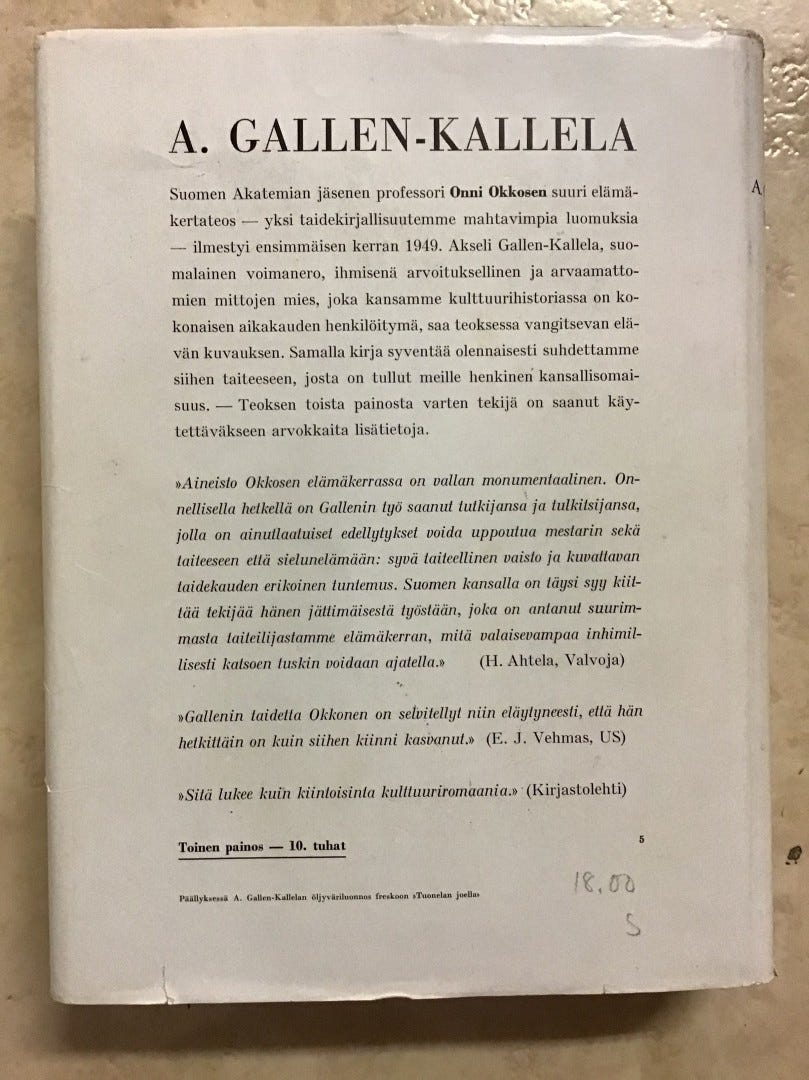 A. GALLEN-KALLELA
Suomen Akatemian jäsenen professori Onni Okkosen suuri elämä-
kertateos — yksi taidekirjallisuutemme mahtavimpia luomuksia
— ilmestyi ensimmäisen kerran 1949. Akseli Gallen-Kallela, suo-
malainen voimanero, ihmisenä arvoituksellinen ja arvaamatto-
mien mittojen mies, joka kansamme kulttuurihistoriassa on ko-
konaisen aikakauden henkilöitymä, saa teoksessa vangitsevan elä-
vän kuvauksen. Samalla kirja syventää olennaisesti suhdettamme
siihen taiteeseen, josta on tullut meille henkinen kansallisomai-
suus. — Teoksen toista painosta varten tekijä on saanut käy-
tettäväkseen arvokkaita lisätietoja.
»Aineisto Okkosen elämäkerrassa on vallan monumentaalinen. On-
nellisella hetkellä on Gallenin työ saanut tutkijansa ja tulkitsijansa,
jolla on ainutlaatuiset edellytykset voida uppoutua mestarin sekä
taiteeseen että sielunelämään: syvä taiteellinen vaisto ja kuvattavan
taidekauden erikoinen tuntemus. Suomen kansalla on täysi syy kiit-
tää tekijää hänen jättimäisestä työstään, joka on antanut suurim-
masta taiteilijastamme elämäkerran, mitä valaisevampaa inhimil-
lisesti katsoen tuskin voidaan ajatella.» (H. Ahtela, Valvoja)
»Gallenin taidetta Okkonen on selvitellyt niin eläytyneesti, että hän
hetkittäin on kuin siihen kiinni kasvanut.» (E. J. Vehmas, US)
»Sitä lukee kuin kiintoisinta kulttuuriromaania.» (Kirjastolehti)
Toinen painos — 10. tuhat
5
Päällyksessä A. Gallen-Kallelan öljyväriluonnos freskoon »Tuonelan joella»
18,00
S
A